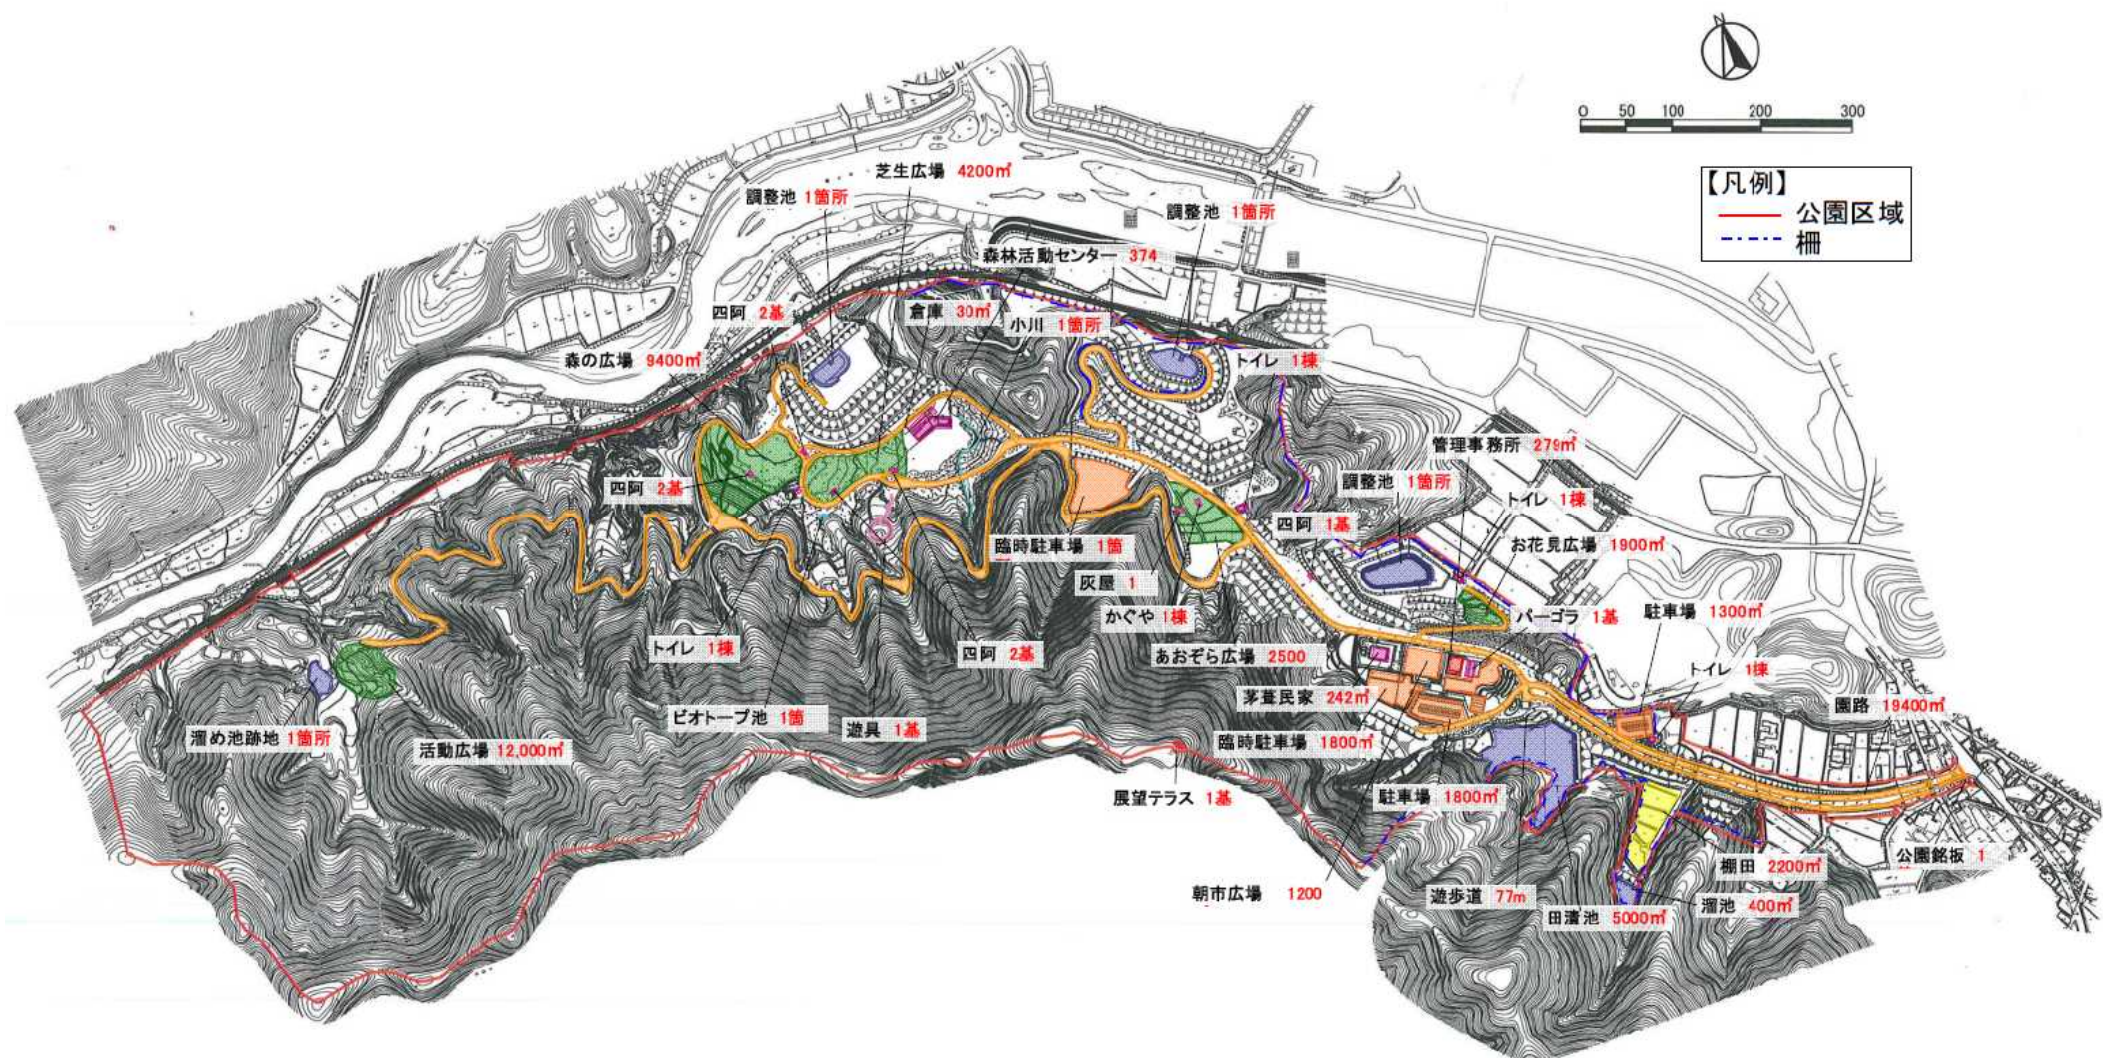 0 50 100 200 300
【凡例】
公園区域
柵
芝生広場 4200㎡
調整池 1箇所
調整池 1箇所
森林活動センター 374
四阿 2基
倉庫 30㎡
小川 1箇所
森の広場 9400㎡
トイレ 1棟
管理事務所 279㎡
調整池 1箇所
四阿 2基
トイレ 1棟
四阿 1基
お花見広場 1900㎡
臨時駐車場 1箇
灰屋 1
かぐや 1棟
パーゴラ 1基
駐車場 1300㎡
トイレ 1棟
四阿 2基
あおぞら広場 2500
トイレ 1棟
茅葺民家 242㎡
園路 19400㎡
ビオトープ池 1箇
遊具 1基
溜め池跡地 1箇所
活動広場 12,000㎡
臨時駐車場 1800㎡
展望テラス 1基
駐車場 1800㎡
公園銘板 1
棚田 2200㎡
朝市広場 1200
遊歩道 77m
溜池 400㎡
田漬池 5000㎡